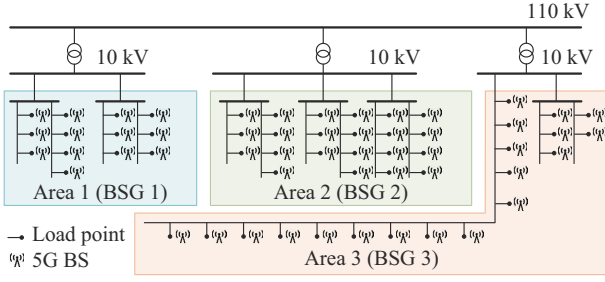 110 kV
10 kV
10 kV
10 kV
Area 1 (BSG 1)
Area 2 (BSG 2)
Load point
5G BS
Area 3 (BSG 3)